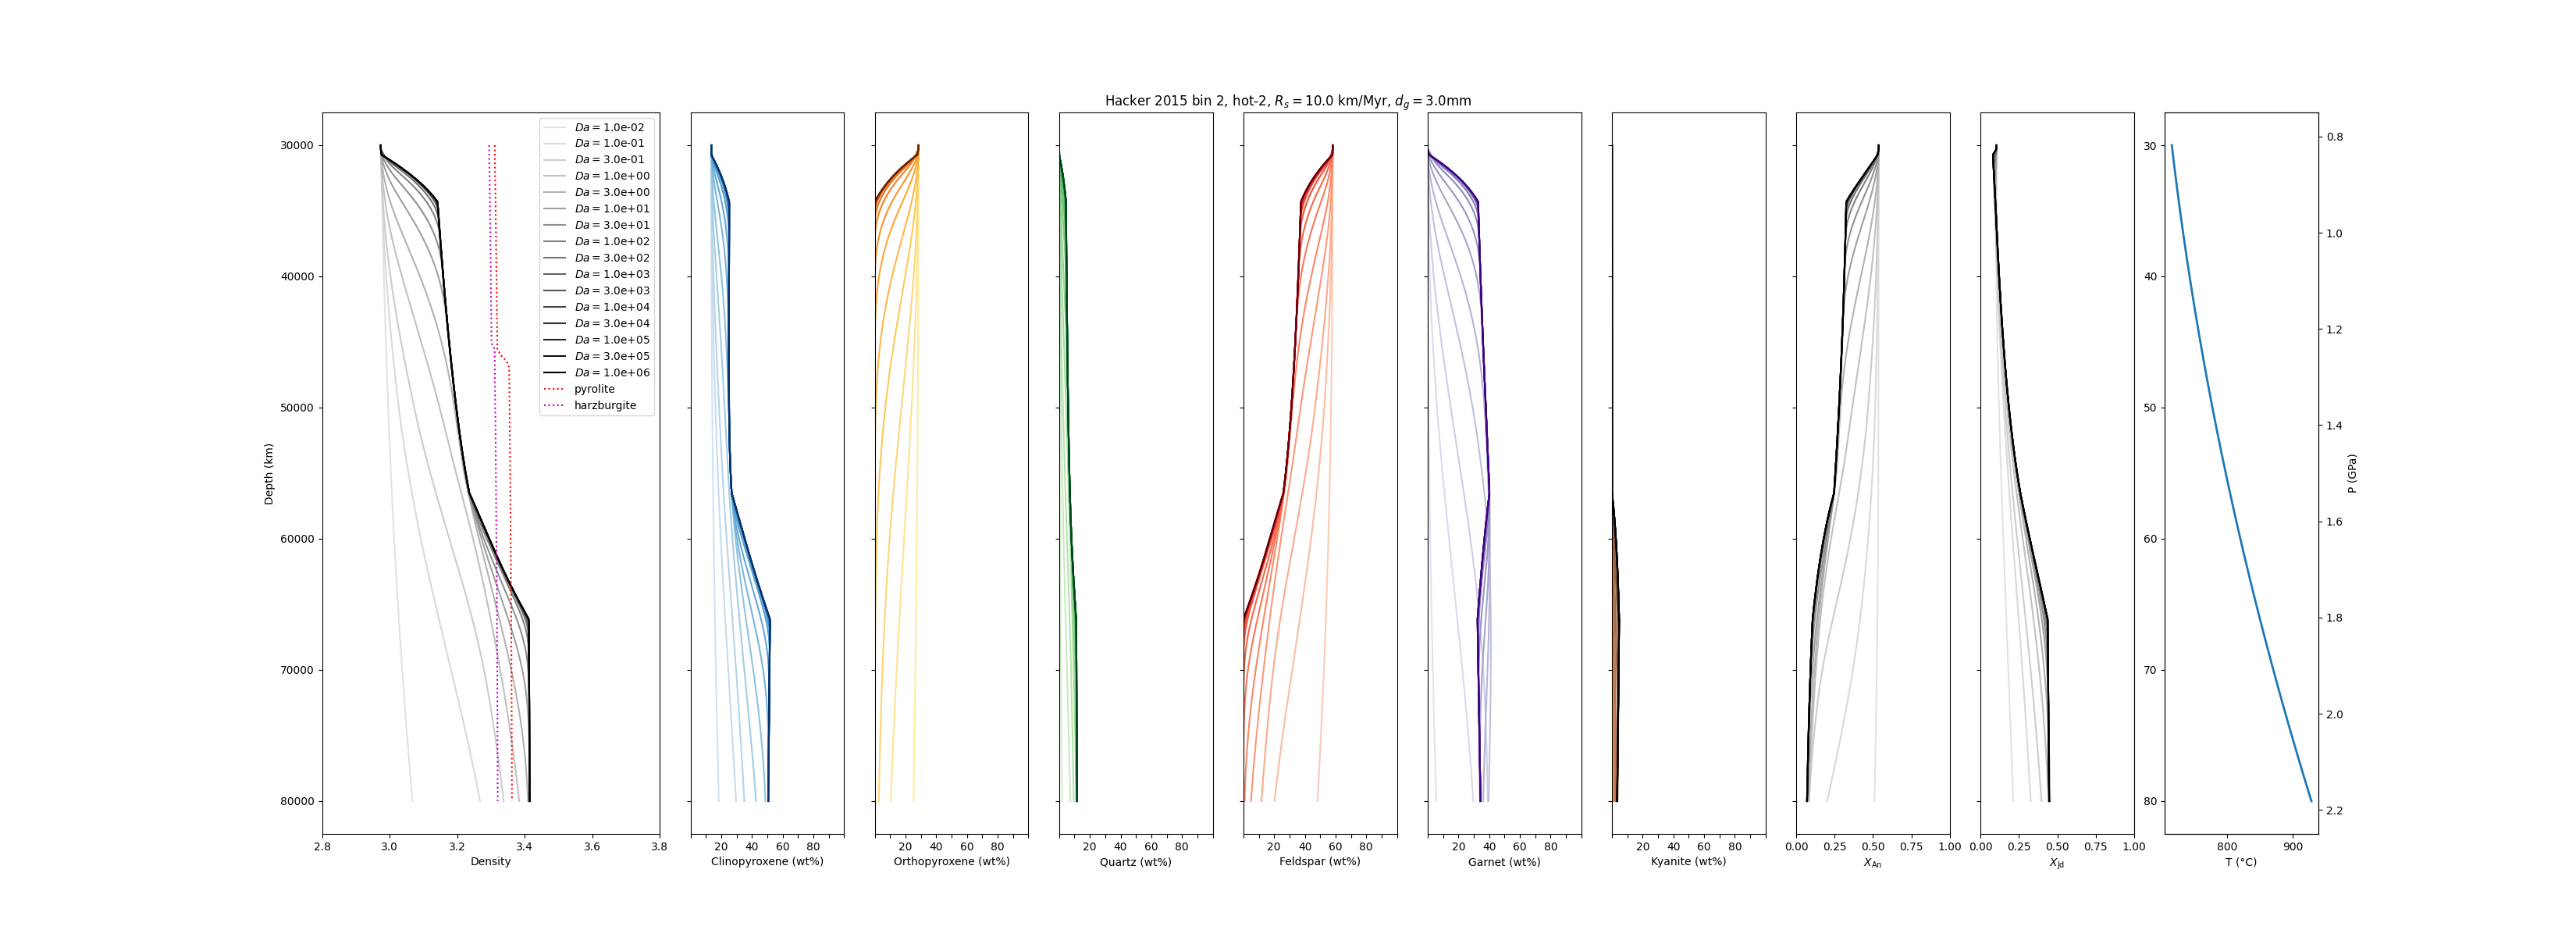 Hacker 2015 bin 2, hot-2, Rs = 10.0 km/Myr, dg = 3.0mm
Da = 1.0e-02
Da = 1.0e-01
Da = 3.0e-01
Da = 1.0e+00
Da = 3.0e+00
Da = 1.0e+01
Da = 3.0e+01
Da = 1.0e+02
Da = 3.0e+02
Da = 1.0e+03
Da = 3.0e+03
Da = 1.0e+04
Da = 3.0e+04
Da = 1.0e+05
Da = 3.0e+05
Da = 1.0e+06
pyrolite
harzburgite
Depth (km)
30000
40000
50000
60000
70000
80000
2.8 3.0 3.2 3.4 3.6 3.8
Density
20 40 60 80
Clinopyroxene (wt%)
20 40 60 80
Orthopyroxene (wt%)
20 40 60 80
Quartz (wt%)
20 40 60 80
Feldspar (wt%)
20 40 60 80
Garnet (wt%)
20 40 60 80
Kyanite (wt%)
0.00 0.25 0.50 0.75 1.00
XAn
0.00 0.25 0.50 0.75 1.00
XJd
30
40
50
60
70
80
800 900
T (°C)
0.8
1.0
1.2
1.4
1.6
1.8
2.0
2.2
P (GPa)